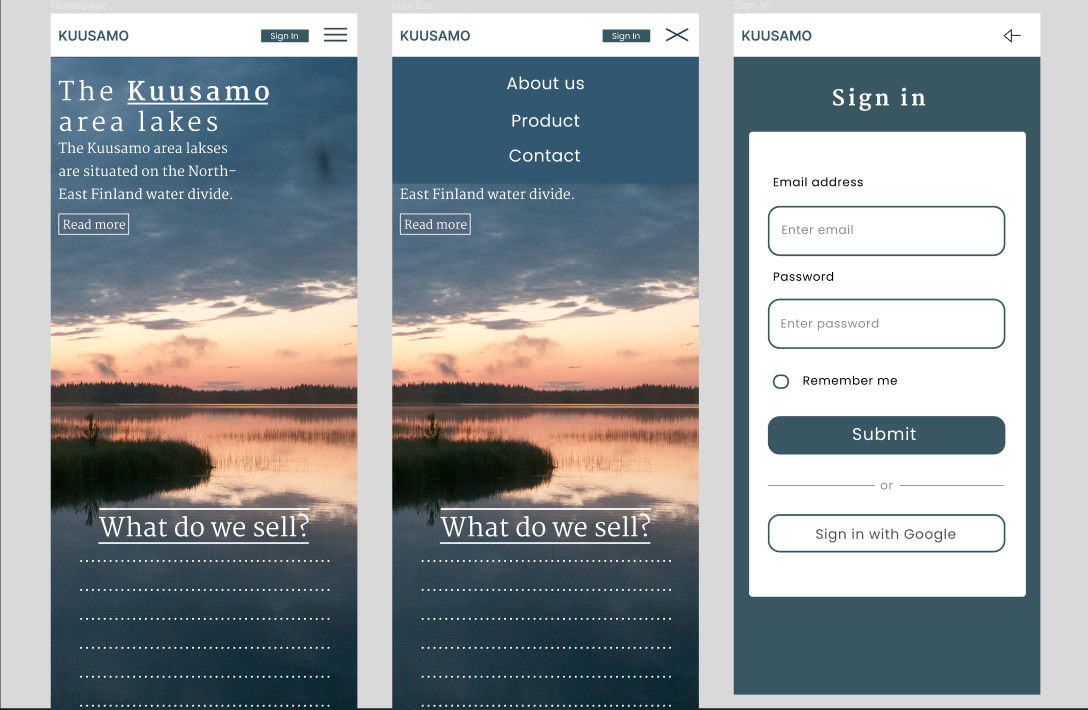 Homepage
KUUSAMO
Sign In
The Kuusamo
area lakes
The Kuusamo area lakses
are situated on the North-
East Finland water divide.
Read more
What do we sell?
Nav Bar
KUUSAMO
Sign In
About us
Product
Contact
East Finland water divide.
Read more
What do we sell?
Sign In
KUUSAMO
Sign in
Email address
Enter email
Password
Enter password
Remember me
Submit
or
Sign in with Google